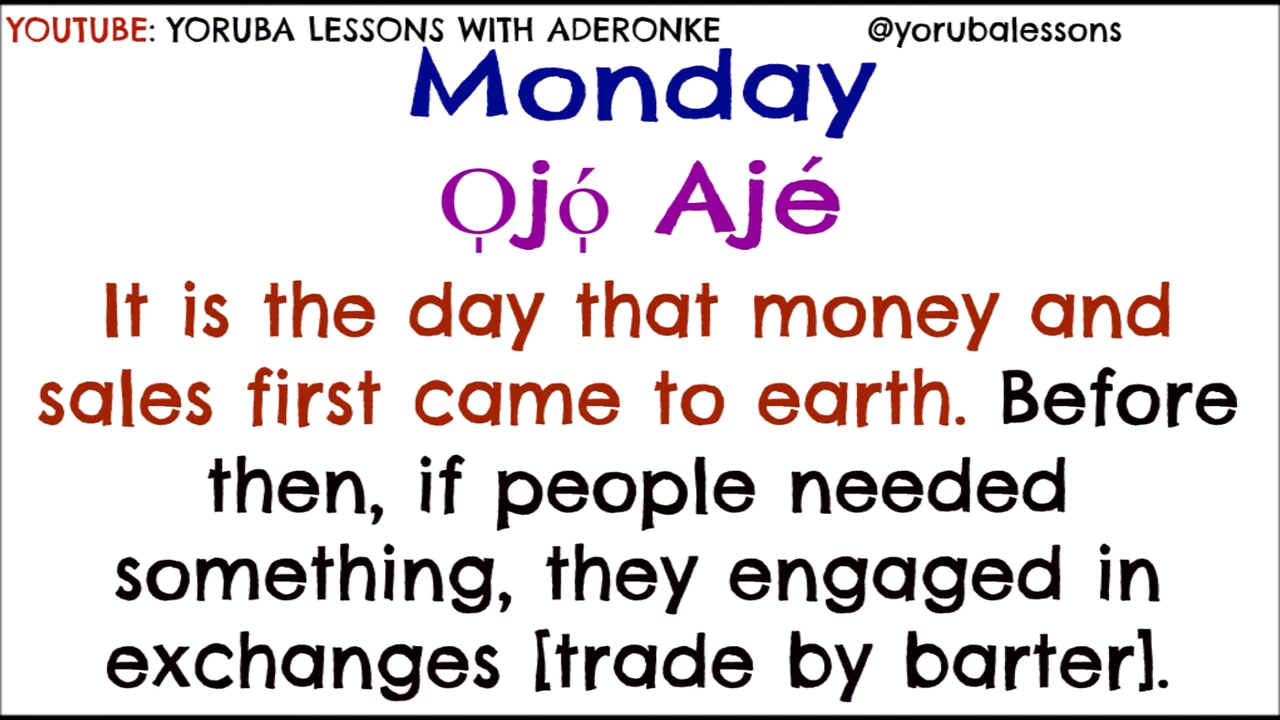 YOUTUBE: YORUBA LESSONS WITH ADERONKE @yorubalessons
Monday
Ọjọ́ Ajé
It is the day that money and
sales first came to earth. Before
then, if people needed
something, they engaged in
exchanges [trade by barter].